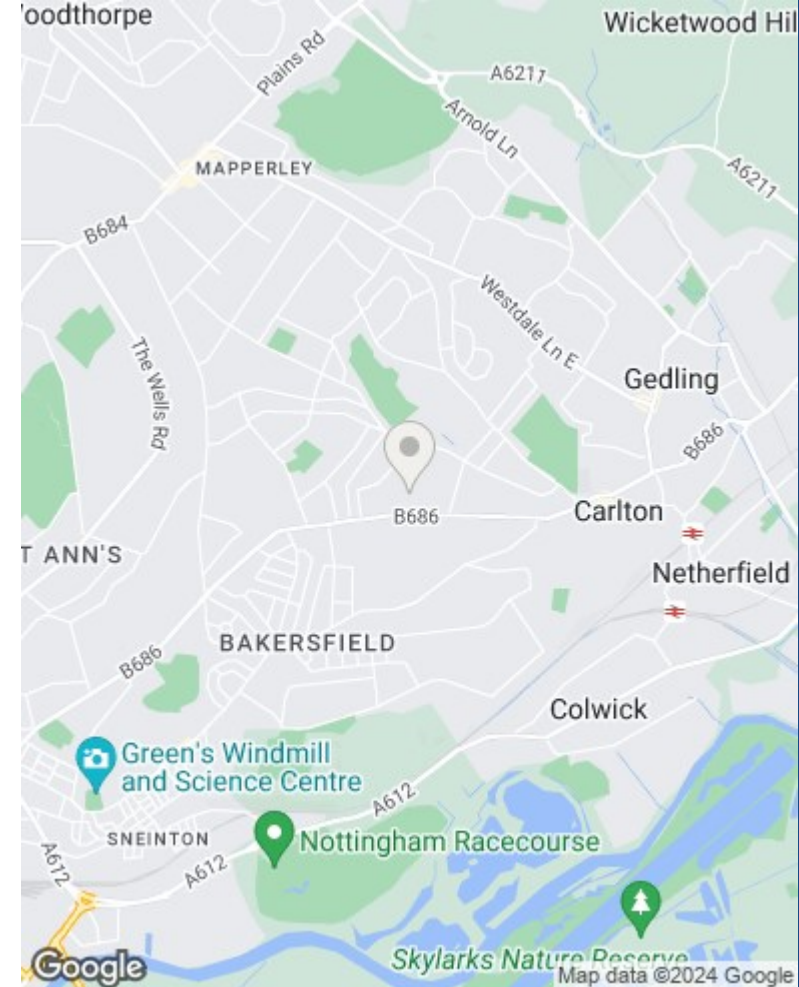 oodthorpe
Wicketwood Hil
Plains Rd
A6211
Arnold Ln
MAPPERLEY
A6211
B684
Westdale Ln E
The Wells Rd
Gedling
B686
B686
Carlton
T ANN'S
Netherfield
BAKERSFIELD
B686
Colwick
Green's Windmill
and Science Centre
A612
SNEINTON
Nottingham Racecourse
A612
A612
Skylarks Nature Reserve
Google
Map data ©2024 Google